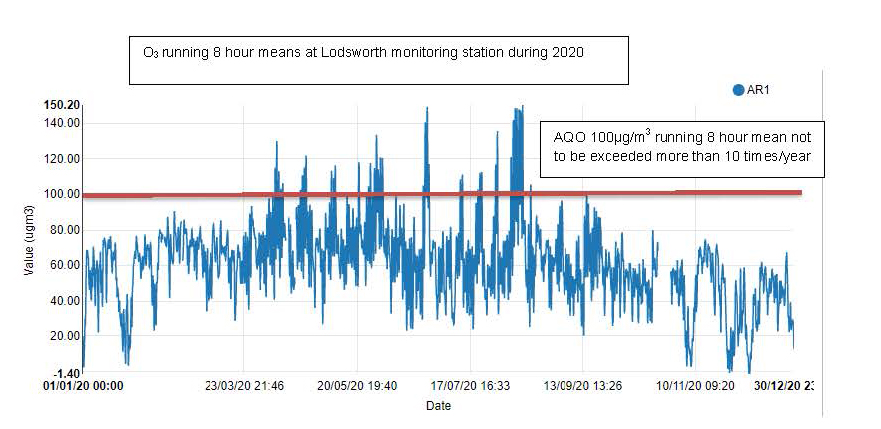 O₃ running 8 hour means at Lodsworth monitoring station during 2020
AR1
150.20
140.00
AQO 100µg/m³ running 8 hour mean not
to be exceeded more than 10 times/year
120.00
100.00
80.00
60.00
40.00
20.00
-1.40
Value (ugm3)
01/01/20 00:00
23/03/20 21:46
20/05/20 19:40
17/07/20 16:33
13/09/20 13:26
10/11/20 09:20
30/12/20 23
Date